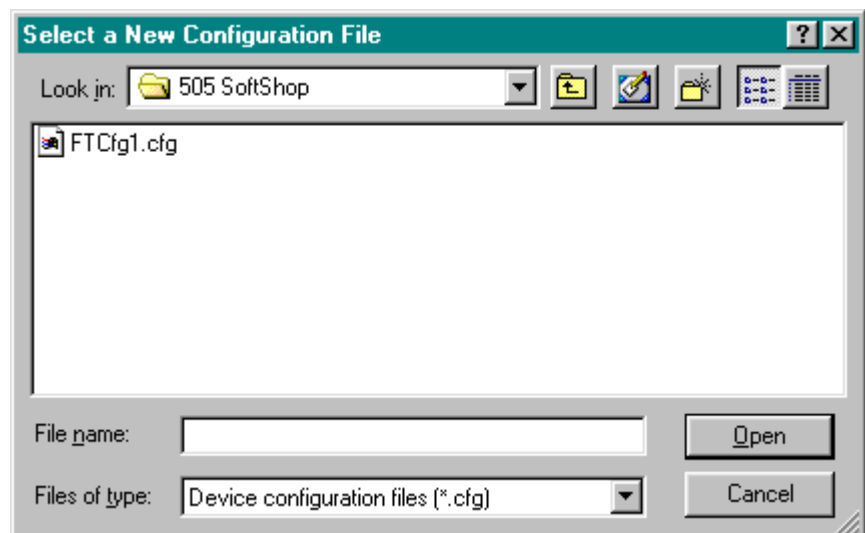 Select a New Configuration File
Look in: 505 SoftShop
FTCfg1.cfg
File name:
Open
Files of type: Device configuration files (*.cfg)
Cancel